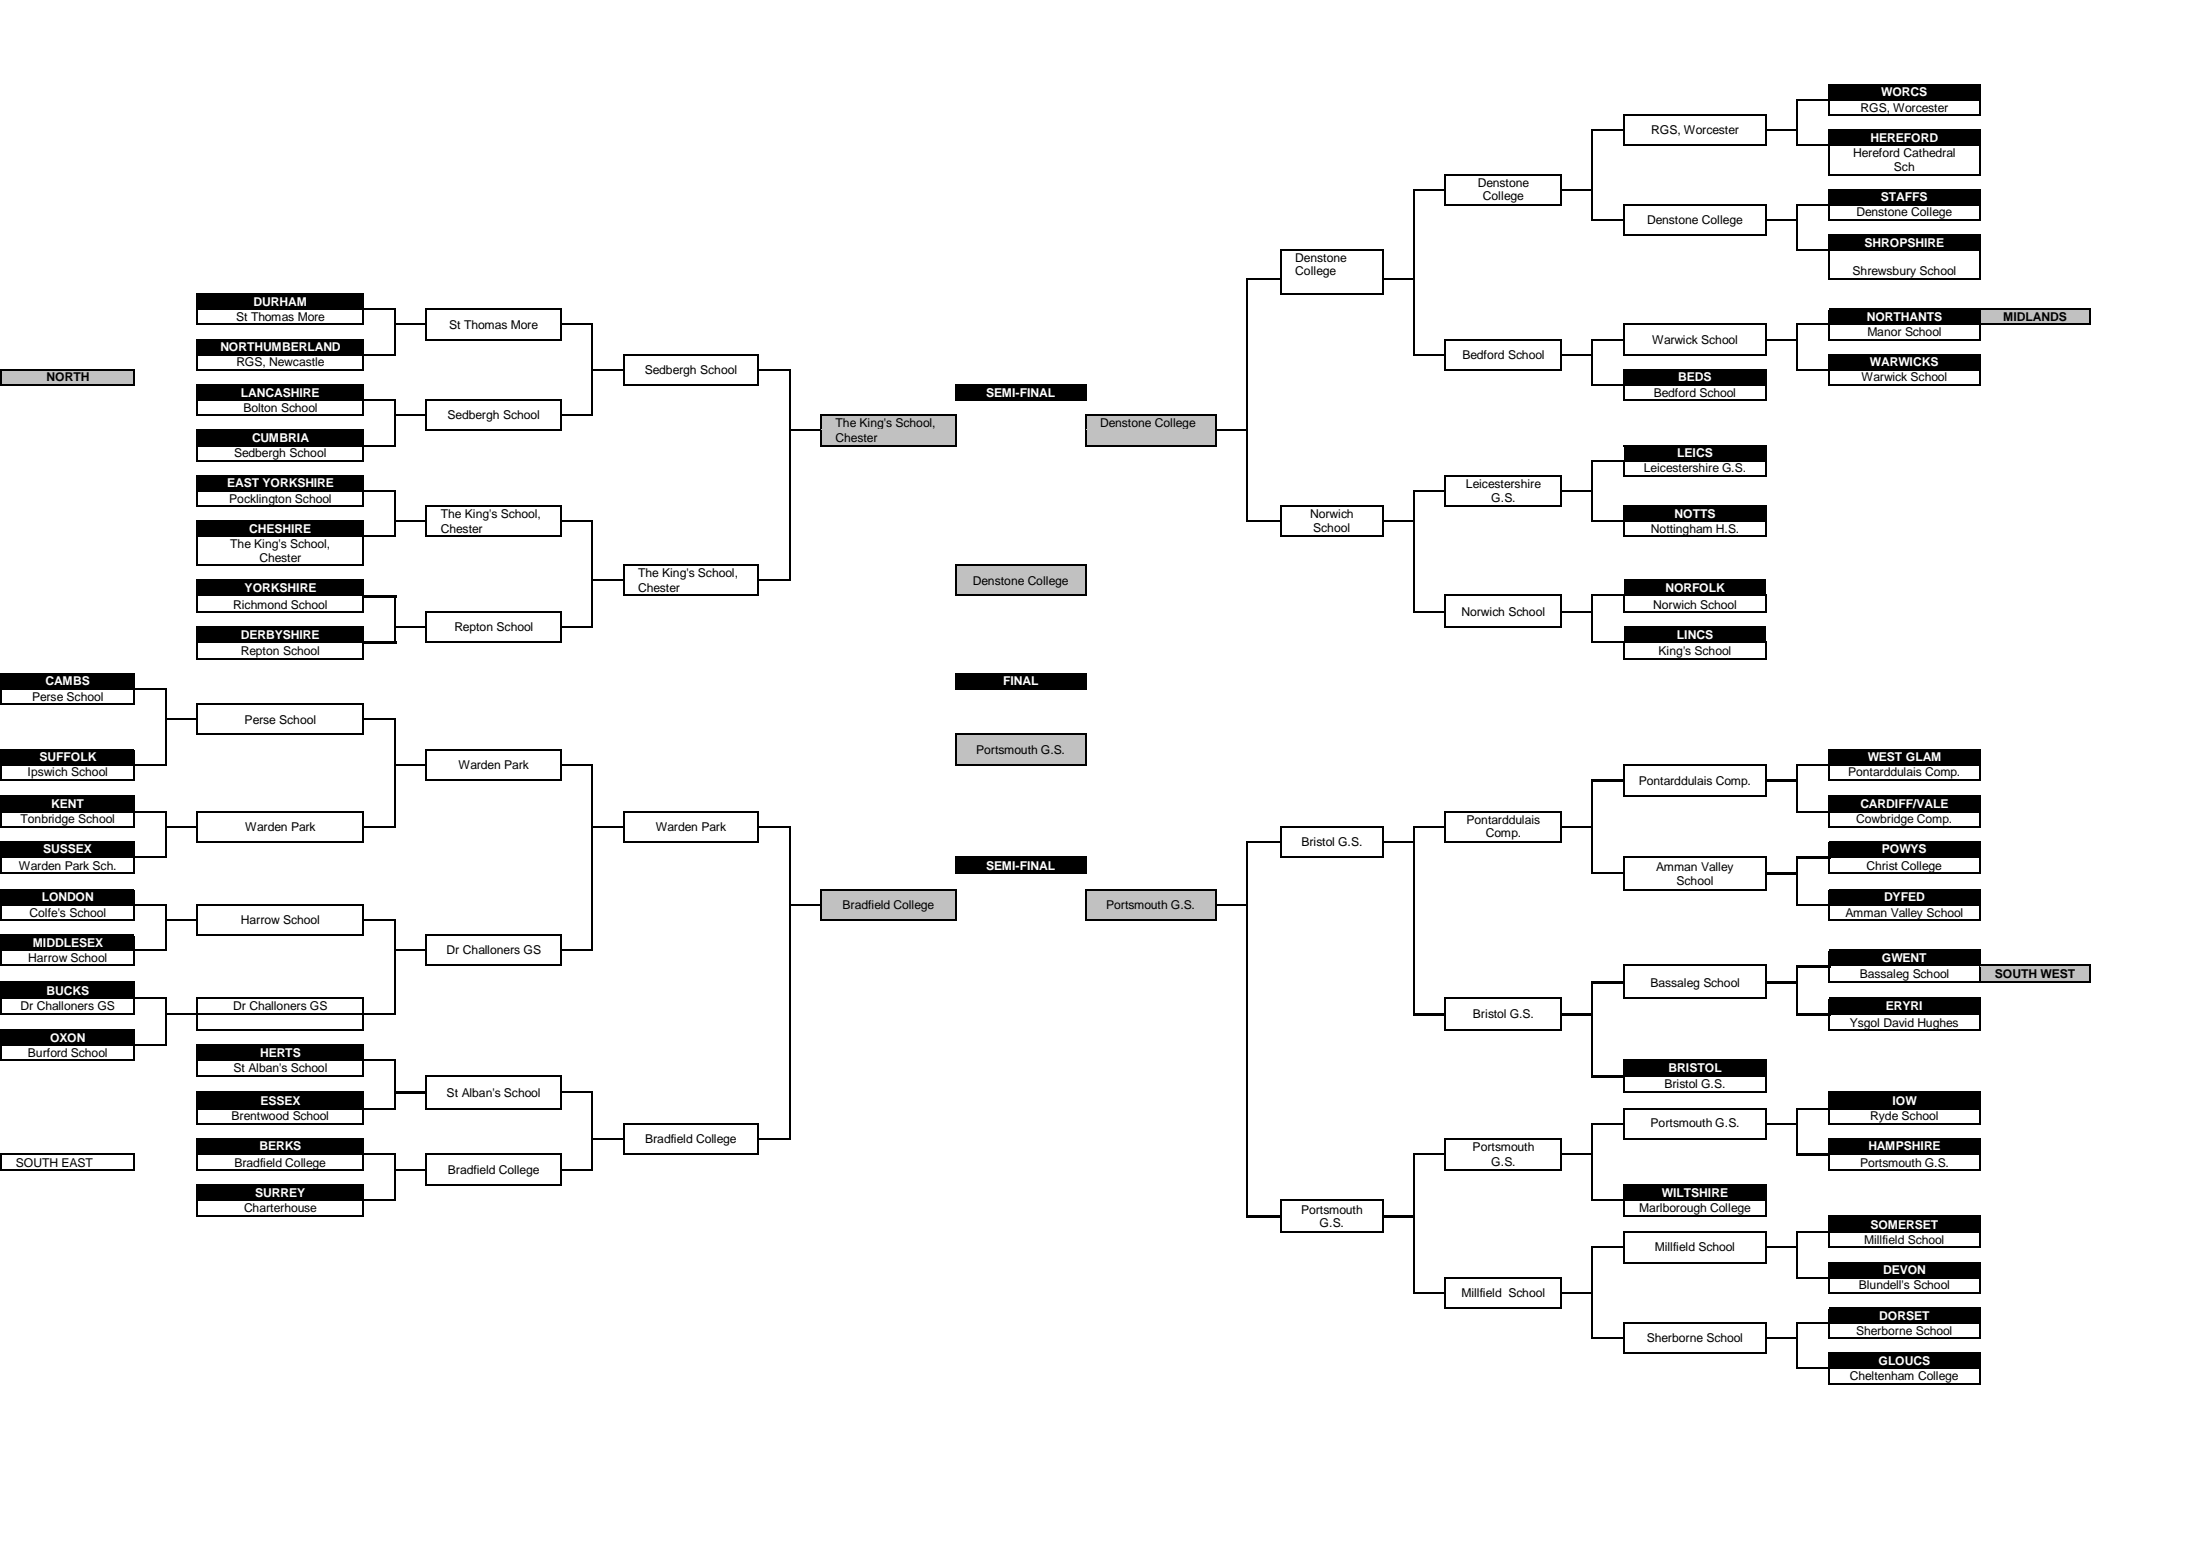 WORCS
RGS, Worcester
RGS, Worcester
HEREFORD
Hereford Cathedral
Sch
Denstone
College
STAFFS
Denstone College
Denstone College
SHROPSHIRE
Shrewsbury School
Denstone
College
DURHAM
St Thomas More
St Thomas More
NORTHUMBERLAND
RGS, Newcastle
NORTHANTS
Manor School
MIDLANDS
Warwick School
WARWICKS
Warwick School
Bedford School
BEDS
Bedford School
NORTH
Sedbergh School
LANCASHIRE
Bolton School
Sedbergh School
CUMBRIA
Sedbergh School
SEMI-FINAL
The King's School,
Chester
Denstone College
LEICS
Leicestershire G.S.
Leicestershire
G.S.
NOTTS
Nottingham H.S.
Norwich
School
EAST YORKSHIRE
Pocklington School
The King's School,
Chester
CHESHIRE
The King's School,
Chester
The King's School,
Chester
Denstone College
YORKSHIRE
Richmond School
Repton School
DERBYSHIRE
Repton School
NORFOLK
Norwich School
Norwich School
LINCS
King's School
CAMBS
Perse School
Perse School
SUFFOLK
Ipswich School
FINAL
Portsmouth G.S.
Warden Park
KENT
Tonbridge School
Warden Park
SUSSEX
Warden Park Sch.
Warden Park
WEST GLAM
Pontarddulais Comp.
Pontarddulais Comp.
CARDIFF/VALE
Cowbridge Comp.
Pontarddulais
Comp.
Bristol G.S.
POWYS
Christ College
Amman Valley
School
DYFED
Amman Valley School
SEMI-FINAL
Bradfield College
Portsmouth G.S.
LONDON
Colfe's School
Harrow School
MIDDLESEX
Harrow School
Dr Challoners GS
BUCKS
Dr Challoners GS
Dr Challoners GS
OXON
Burford School
GWENT
Bassaleg School
SOUTH WEST
Bassaleg School
ERYRI
Ysgol David Hughes
Bristol G.S.
BRISTOL
Bristol G.S.
HERTS
St Alban's School
St Alban's School
ESSEX
Brentwood School
Bradfield College
BERKS
Bradfield College
Bradfield College
SURREY
Charterhouse
SOUTH EAST
IOW
Ryde School
Portsmouth G.S.
HAMPSHIRE
Portsmouth G.S.
Portsmouth
G.S.
WILTSHIRE
Marlborough College
Portsmouth
G.S.
SOMERSET
Millfield School
Millfield School
DEVON
Blundell's School
Millfield  School
DORSET
Sherborne School
Sherborne School
GLOUCS
Cheltenham College